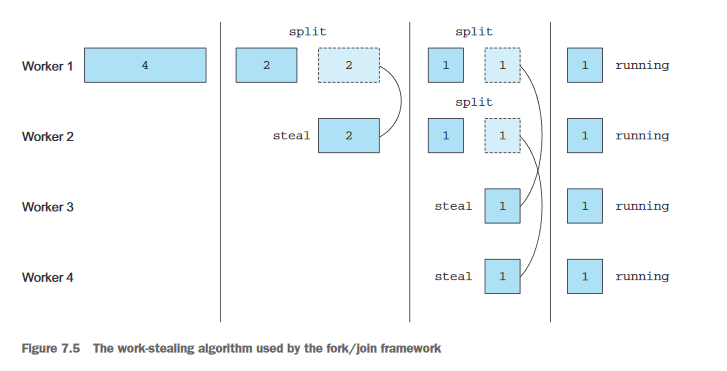 split split
Worker 1 4 2 2 1 1 1 running
split
Worker 2 steal 2 1 1 1 running
Worker 3 steal 1 1 running
Worker 4 steal 1 1 running
Figure 7.5 The work-stealing algorithm used by the fork/join framework